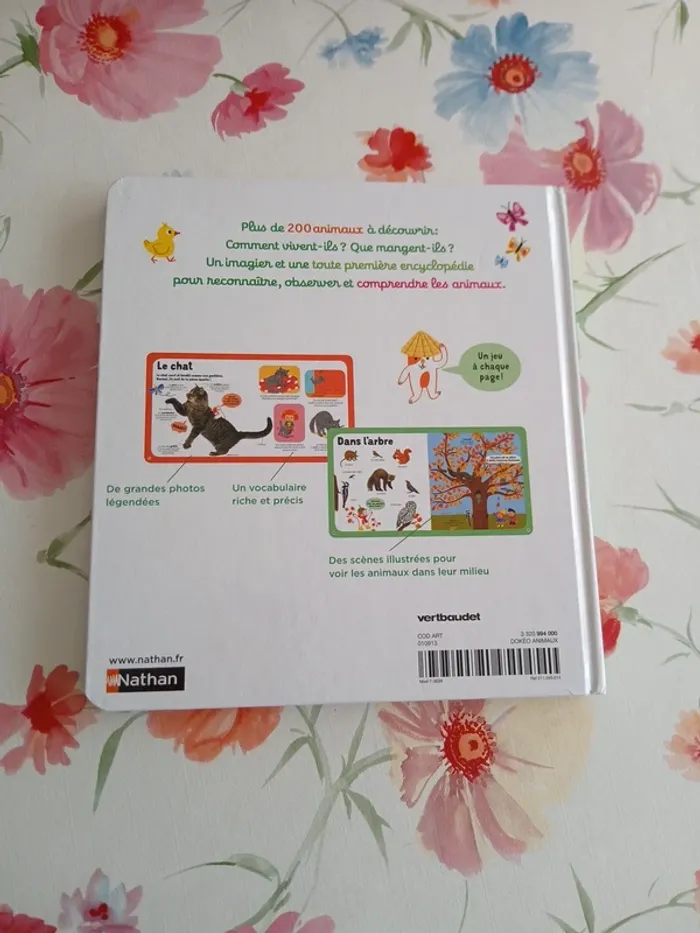 Plus de 200 animaux à découvrir:
Comment vivent-ils? Que mangent-ils?
Un imagier et une toute première encyclopédie
pour reconnaître, observer et comprendre les animaux.
Un jeu
à chaque
page!
Le chat
Dans l'arbre
De grandes photos
légendées
Un vocabulaire
riche et précis
Des scènes illustrées pour
voir les animaux dans leur milieu
vertbaudet
COD ART
DOKÉO ANIMAUX
www.nathan.fr
Nathan